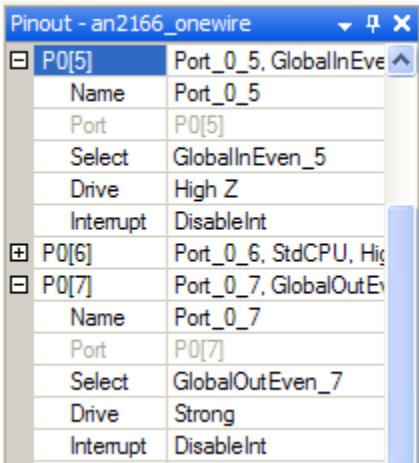 Pinout - an2166_onewire
P0[5] Port_0_5, GlobalInEve
Name Port_0_5
Port P0[5]
Select GlobalInEven_5
Drive High Z
Interrupt DisableInt
P0[6] Port_0_6, StdCPU, Hig
P0[7] Port_0_7, GlobalOutEv
Name Port_0_7
Port P0[7]
Select GlobalOutEven_7
Drive Strong
Interrupt DisableInt